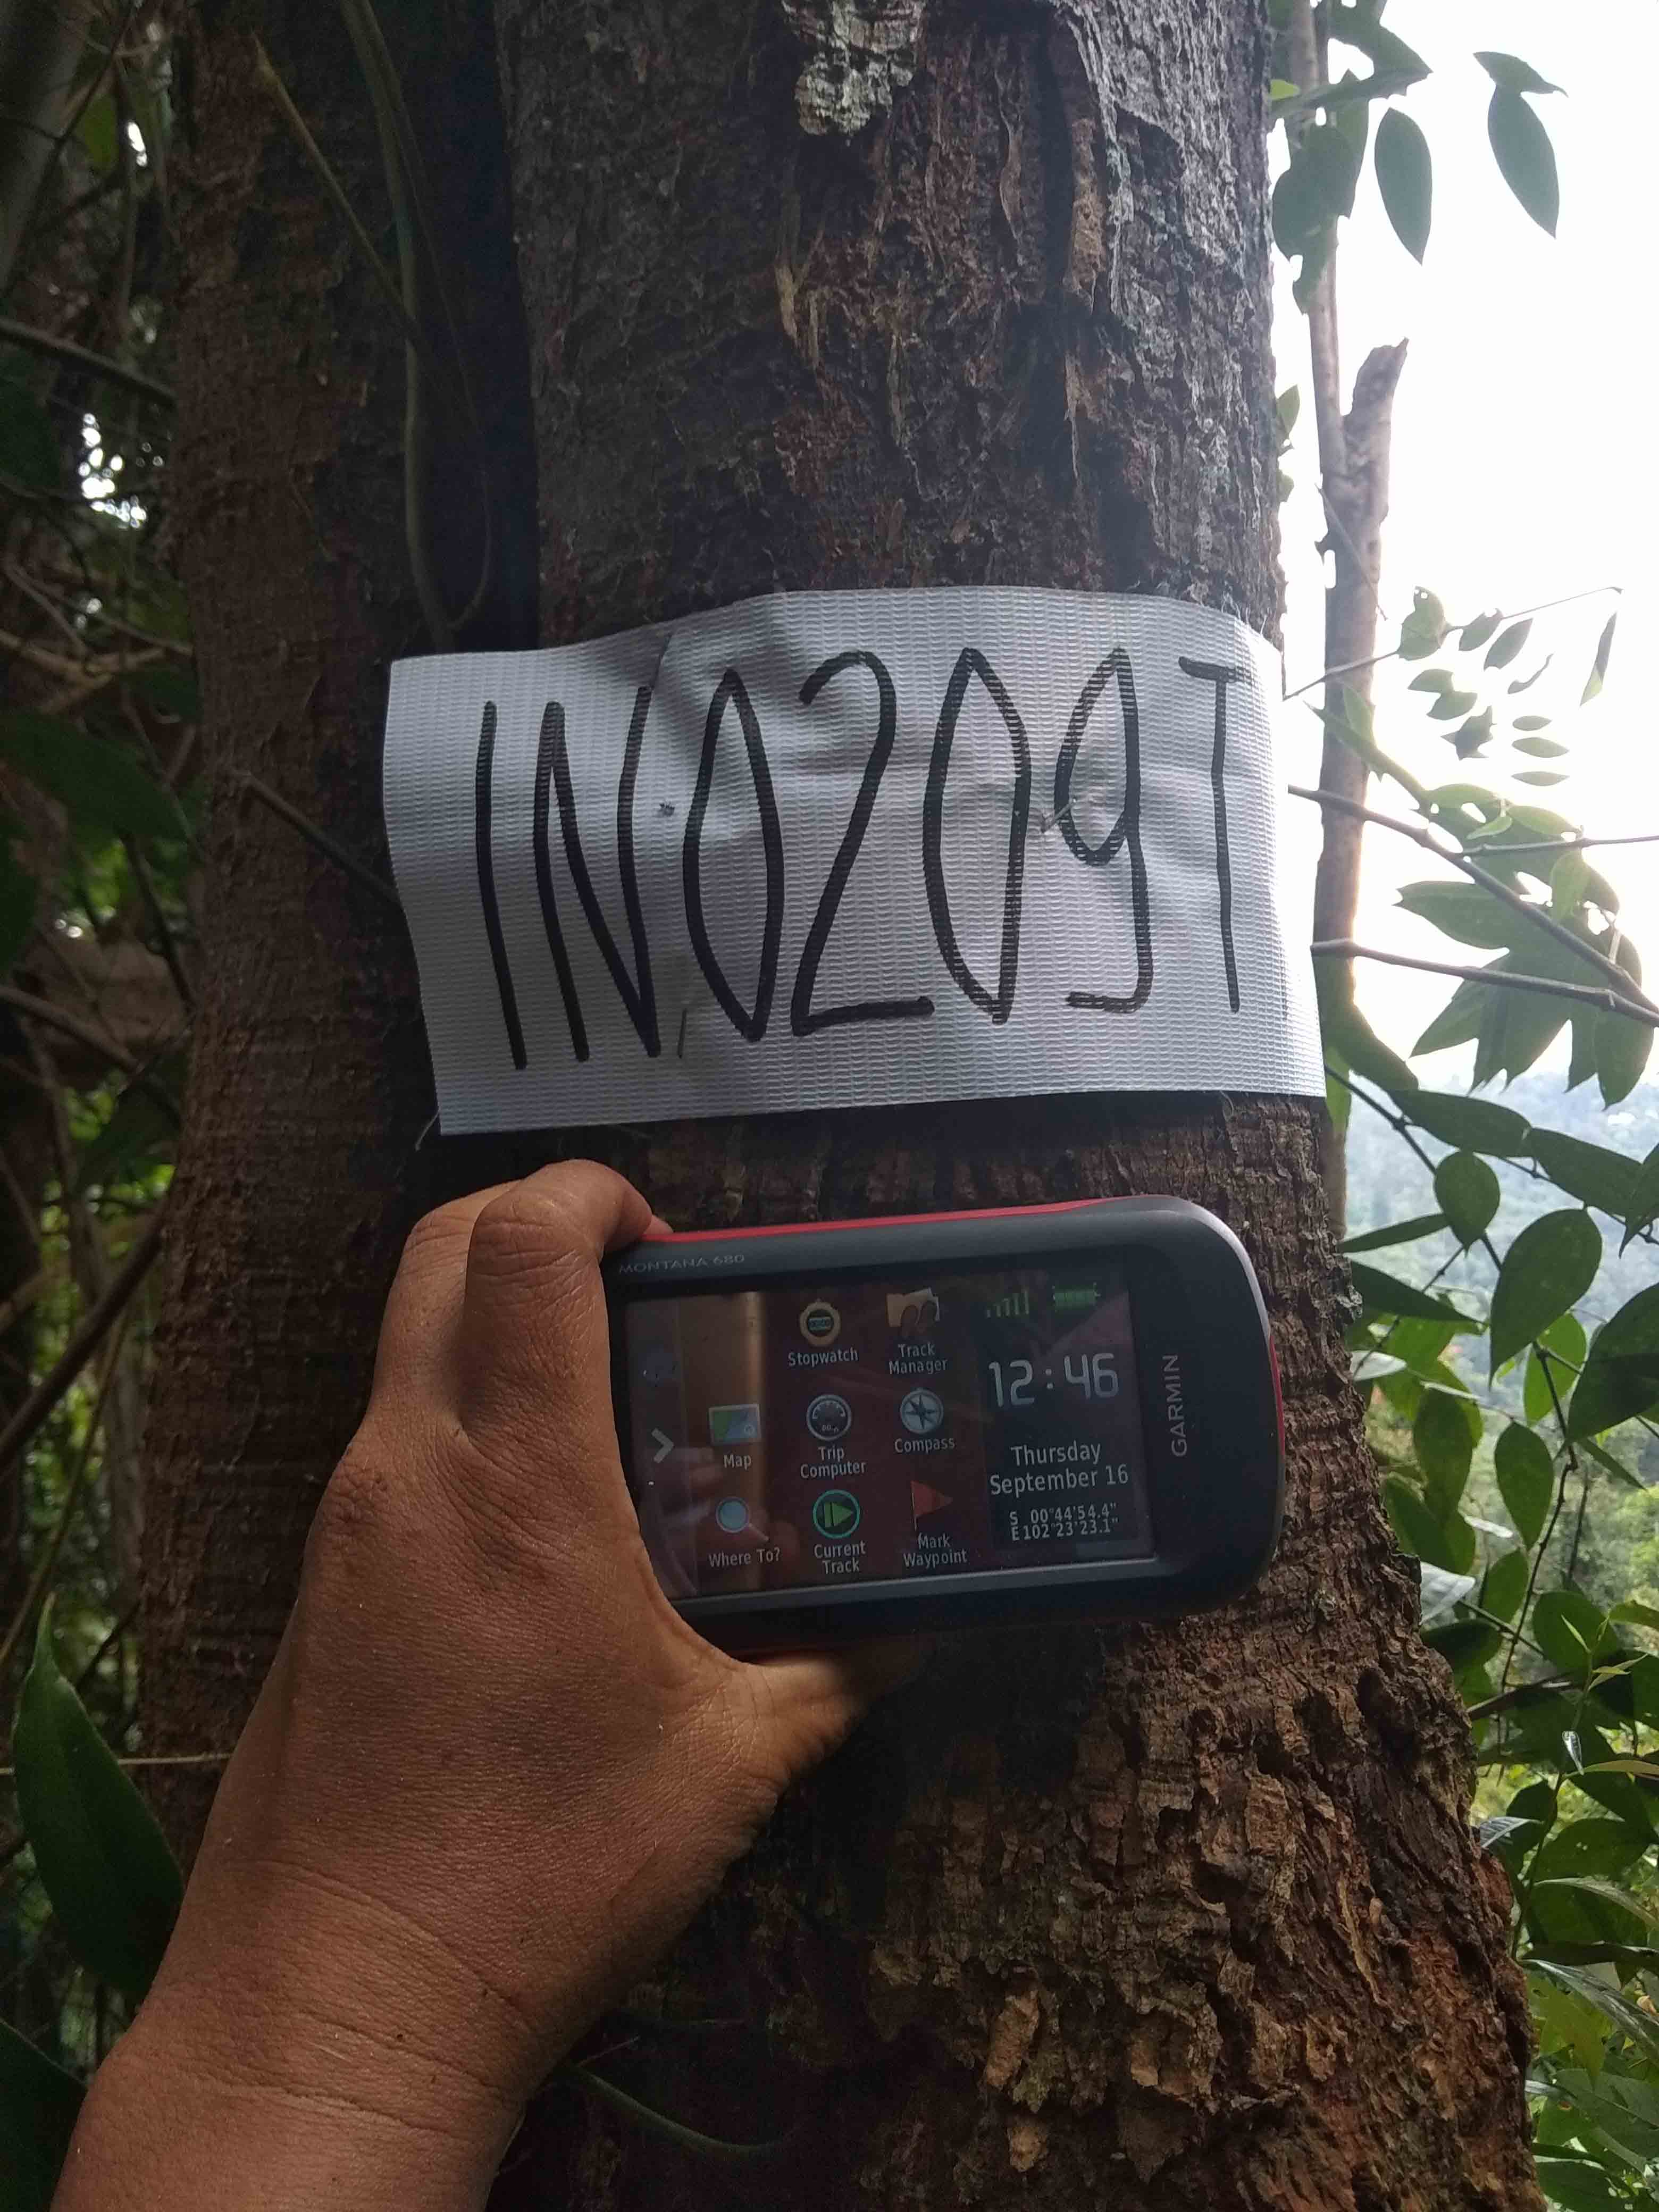 IN0209T
MONTANA 680
Stopwatch
Track
Manager
Map
Trip
Computer
Compass
Where To?
Current
Track
Mark
Waypoint
12:46
Thursday
September 16
S 00°44'54.4"
E102°23'23.1"
GARMIN